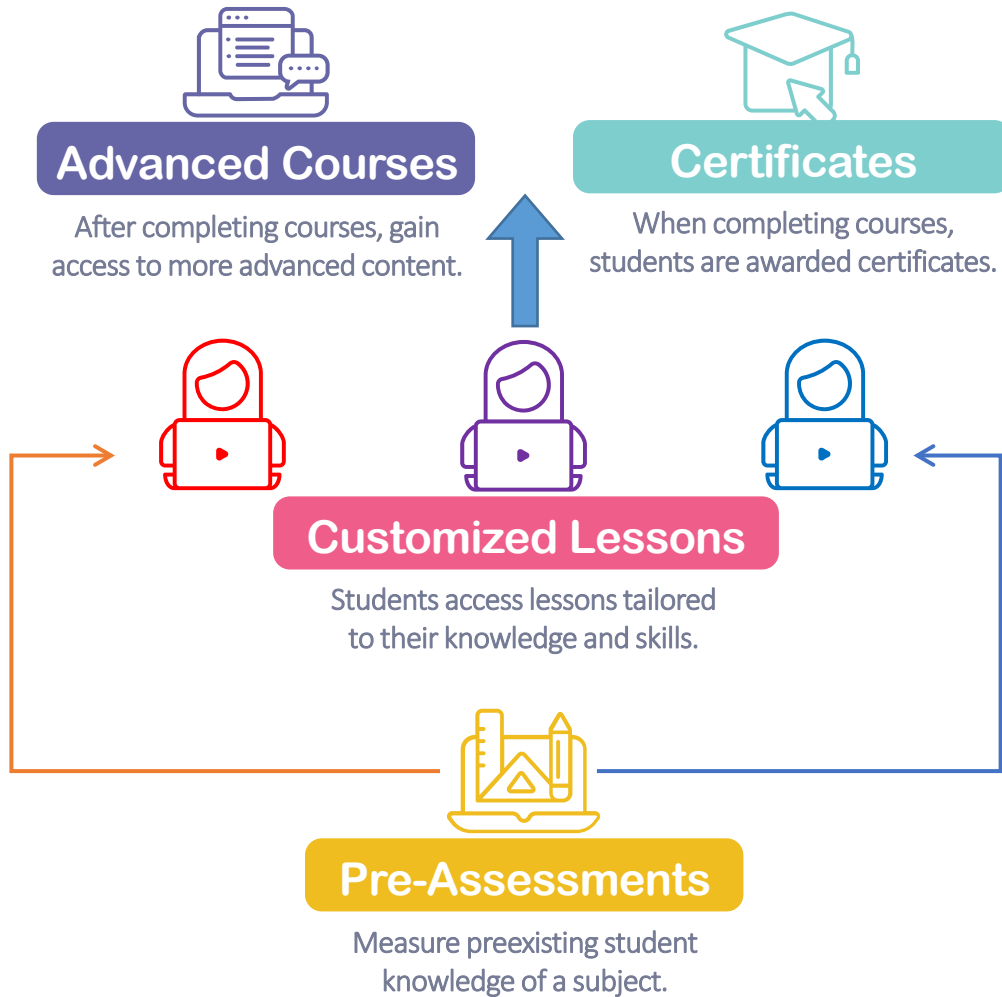 Advanced Courses
After completing courses, gain
access to more advanced content.
Certificates
When completing courses,
students are awarded certificates.
Customized Lessons
Students access lessons tailored
to their knowledge and skills.
Pre-Assessments
Measure preexisting student
knowledge of a subject.